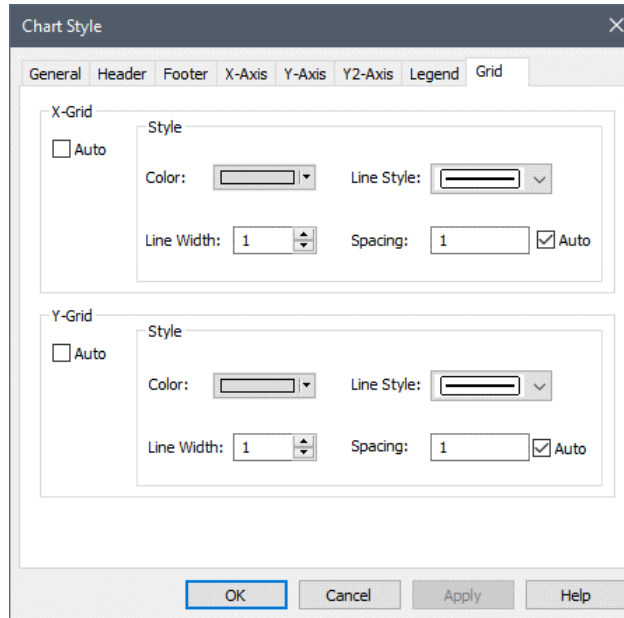 Chart Style
General Header Footer X-Axis Y-Axis Y2-Axis Legend Grid
X-Grid
Auto
Style
Color: Line Style:
Line Width: 1 Spacing: 1 Auto
Y-Grid
Auto
Style
Color: Line Style:
Line Width: 1 Spacing: 1 Auto
OK Cancel Apply Help